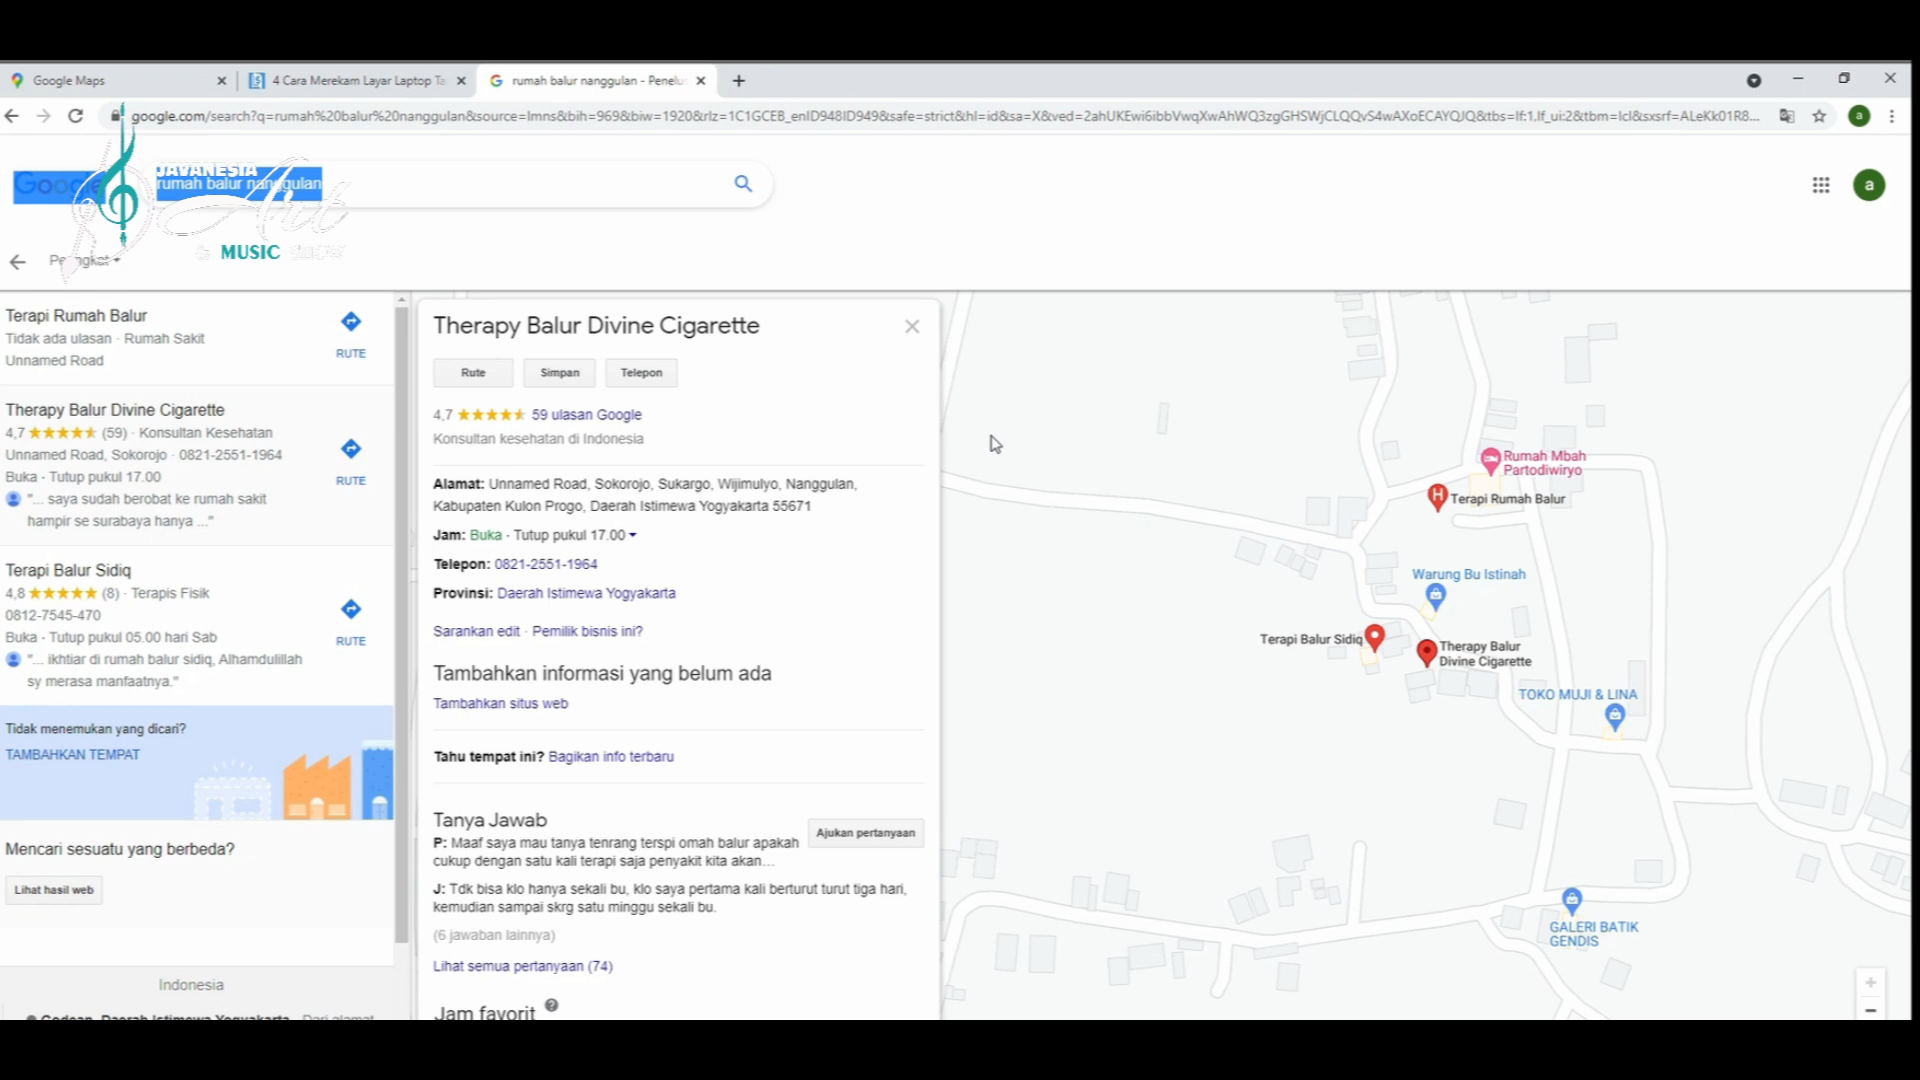 Google Maps
4 Cara Merekam Layar Laptop Ta
rumah balur nanggulan - Penelus
google.com/search?q=rumah%20balur%20nanggulan&source=lmns&bih=969&biw=1920&rlz=1C1GCEB_enID948ID949&safe=strict&hl=id&sa=X&ved=2ahUKEwi6ibbVwqXwAhWQ3zgGHSWjCLQQvS4wAXoECAYQJQ&tbs=lf:1,lf_ui:2&tbm=lcl&sxsrf=ALeKk01R8...
a
Google
JAVANESIA
rumah balur nanggulan
Art
& MUSIC
a
Peringkat
Terapi Rumah Balur
Tidak ada ulasan · Rumah Sakit
Unnamed Road
RUTE
Therapy Balur Divine Cigarette
4,7 (59) · Konsultan Kesehatan
Unnamed Road, Sokorojo · 0821-2551-1964
Buka · Tutup pukul 17.00
"... saya sudah berobat ke rumah sakit
hampir se surabaya hanya ..."
RUTE
Terapi Balur Sidiq
4,8 (8) · Terapis Fisik
0812-7545-470
Buka · Tutup pukul 05.00 hari Sab
"... ikhtiar di rumah balur sidiq, Alhamdulillah
sy merasa manfaatnya."
RUTE
Tidak menemukan yang dicari?
TAMBAHKAN TEMPAT
Mencari sesuatu yang berbeda?
Lihat hasil web
Indonesia
Godean, Daerah Istimewa Yogyakarta - Dari alamat
Therapy Balur Divine Cigarette
Rute
Simpan
Telepon
4,7 59 ulasan Google
Konsultan kesehatan di Indonesia
Alamat: Unnamed Road, Sokorojo, Sukargo, Wijimulyo, Nanggulan,
Kabupaten Kulon Progo, Daerah Istimewa Yogyakarta 55671
Jam: Buka · Tutup pukul 17.00
Telepon: 0821-2551-1964
Provinsi: Daerah Istimewa Yogyakarta
Sarankan edit · Pemilik bisnis ini?
Tambahkan informasi yang belum ada
Tambahkan situs web
Tahu tempat ini? Bagikan info terbaru
Tanya Jawab
Ajukan pertanyaan
P: Maaf saya mau tanya tenrang terspi omah balur apakah
cukup dengan satu kali terapi saja penyakit kita akan...
J: Tdk bisa klo hanya sekali bu, klo saya pertama kali berturut turut tiga hari,
kemudian sampai skrg satu minggu sekali bu.
(6 jawaban lainnya)
Lihat semua pertanyaan (74)
Jam favorit
Rumah Mbah
Partodiwiryo
H
Terapi Rumah Balur
Warung Bu Istinah
Terapi Balur Sidiq
Therapy Balur
Divine Cigarette
TOKO MUJI & LINA
GALERI BATIK
GENDIS